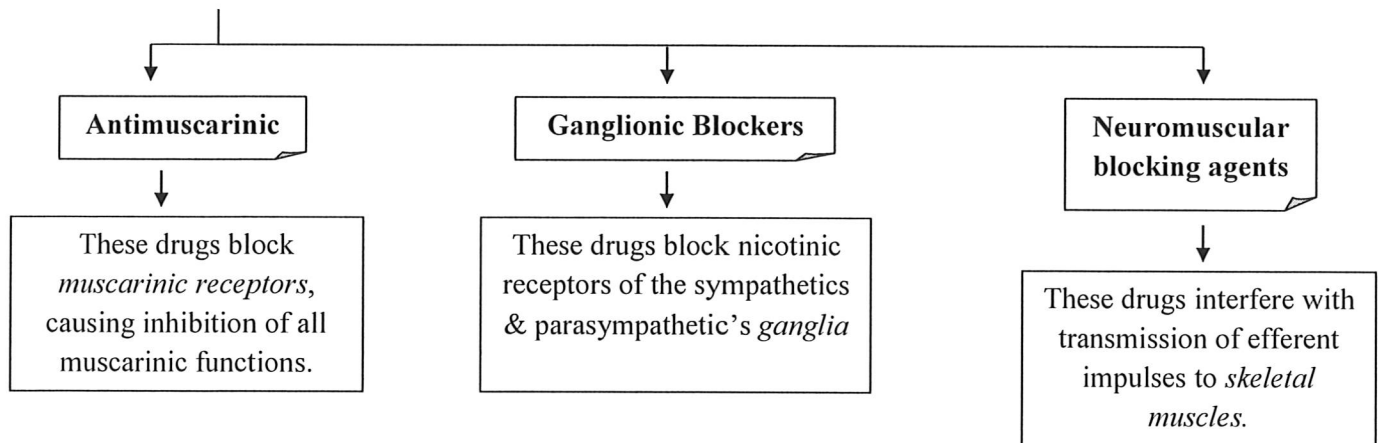 Antimuscarinic
These drugs block
muscarinic receptors,
causing inhibition of all
muscarinic functions.
Ganglionic Blockers
These drugs block nicotinic
receptors of the sympathetics
& parasympathetic’s ganglia
Neuromuscular
blocking agents
These drugs interfere with
transmission of efferent
impulses to skeletal
muscles.